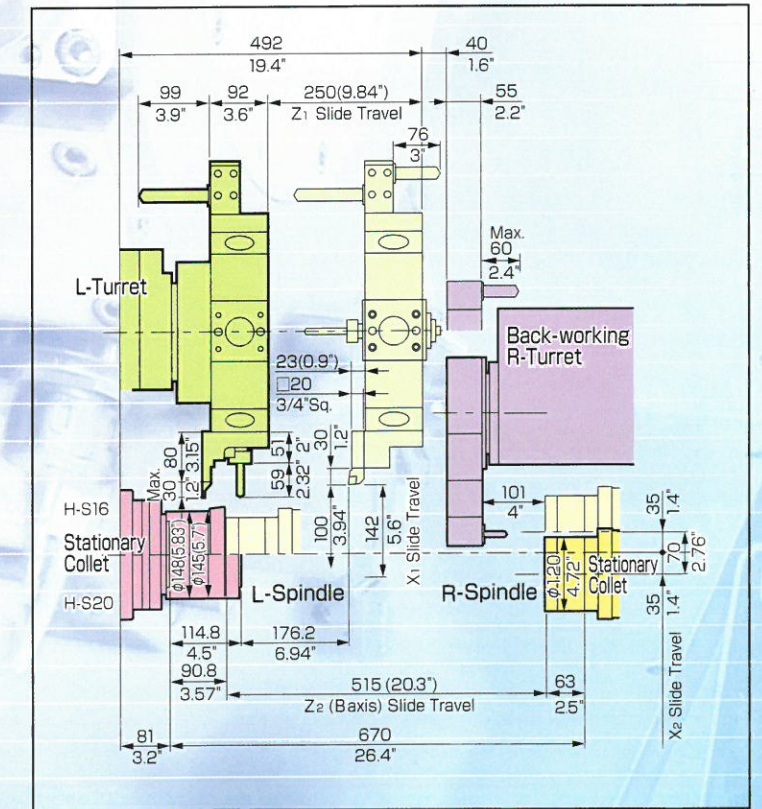 492
19.4"
40
1.6"
99
3.9"
92
3.6"
250(9.84")
Z1 Slide Travel
55
2.2"
76
3"
Max.
60
2.4"
L-Turret
Back-working
R-Turret
23(0.9")
□20
3/4"Sq.
80
3.15"
Max.
30
1.2"
51
2"
59
2.32"
30
1.2"
100
3.94"
142
5.6"
X1 Slide Travel
101
4"
35
1.4"
70
2.76"
35
1.4"
X2 Slide Travel
H-S16
Stationary
Collet
H-S20
φ148(5.83")
φ145(5.7")
L-Spindle
R-Spindle
φ120
4.72"
Stationary
Collet
114.8
4.5"
176.2
6.94"
90.8
3.57"
515 (20.3")
Z2 (Baxis) Slide Travel
63
25"
81
3.2"
670
26.4"